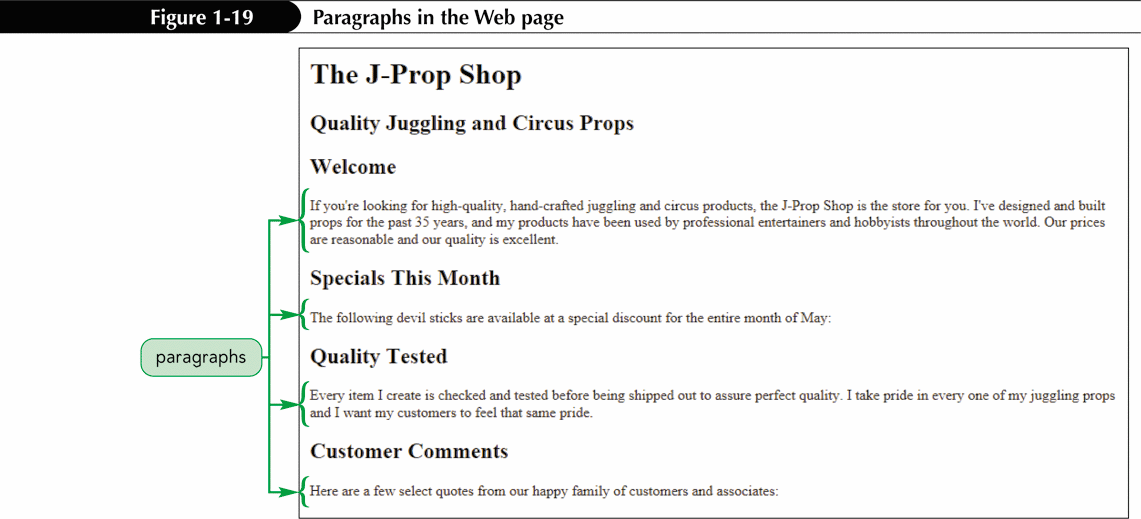 Figure 1-19 Paragraphs in the Web page
The J-Prop Shop
Quality Juggling and Circus Props
Welcome
If you're looking for high-quality, hand-crafted juggling and circus products, the J-Prop Shop is the store for you. I've designed and built
props for the past 35 years, and my products have been used by professional entertainers and hobbyists throughout the world. Our prices
are reasonable and our quality is excellent.
Specials This Month
The following devil sticks are available at a special discount for the entire month of May:
paragraphs
Quality Tested
Every item I create is checked and tested before being shipped out to assure perfect quality. I take pride in every one of my juggling props
and I want my customers to feel that same pride.
Customer Comments
Here are a few select quotes from our happy family of customers and associates: